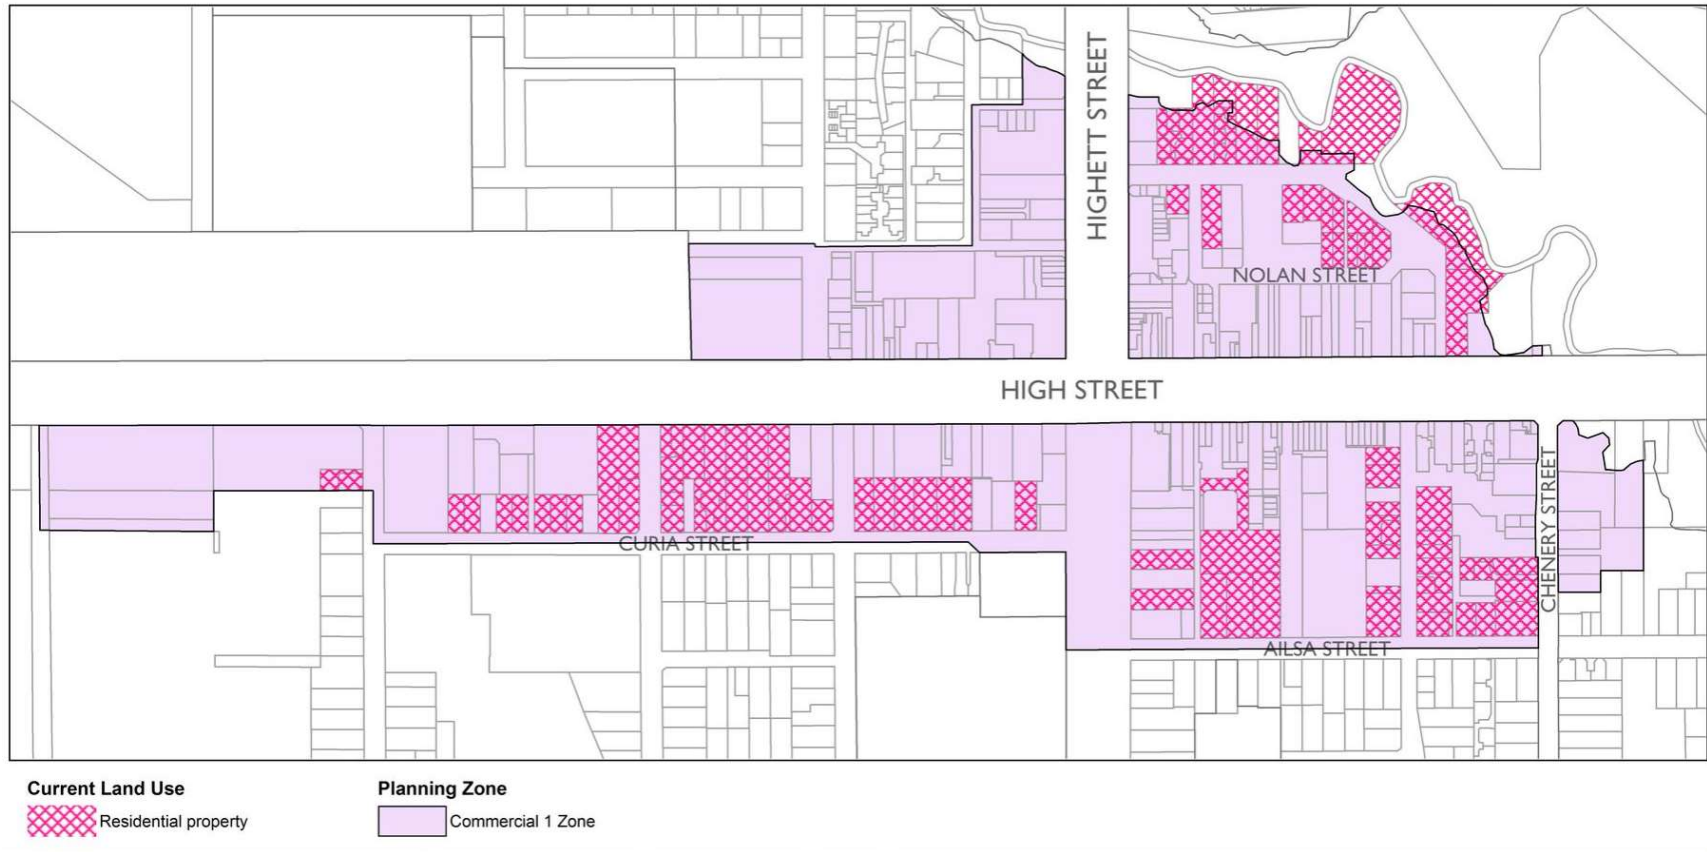 HIGHETT STREET
NOLAN STREET
HIGH STREET
CURIA STREET
CHENERY STREET
AILSA STREET
Current Land Use
Residential property
Planning Zone
Commercial 1 Zone